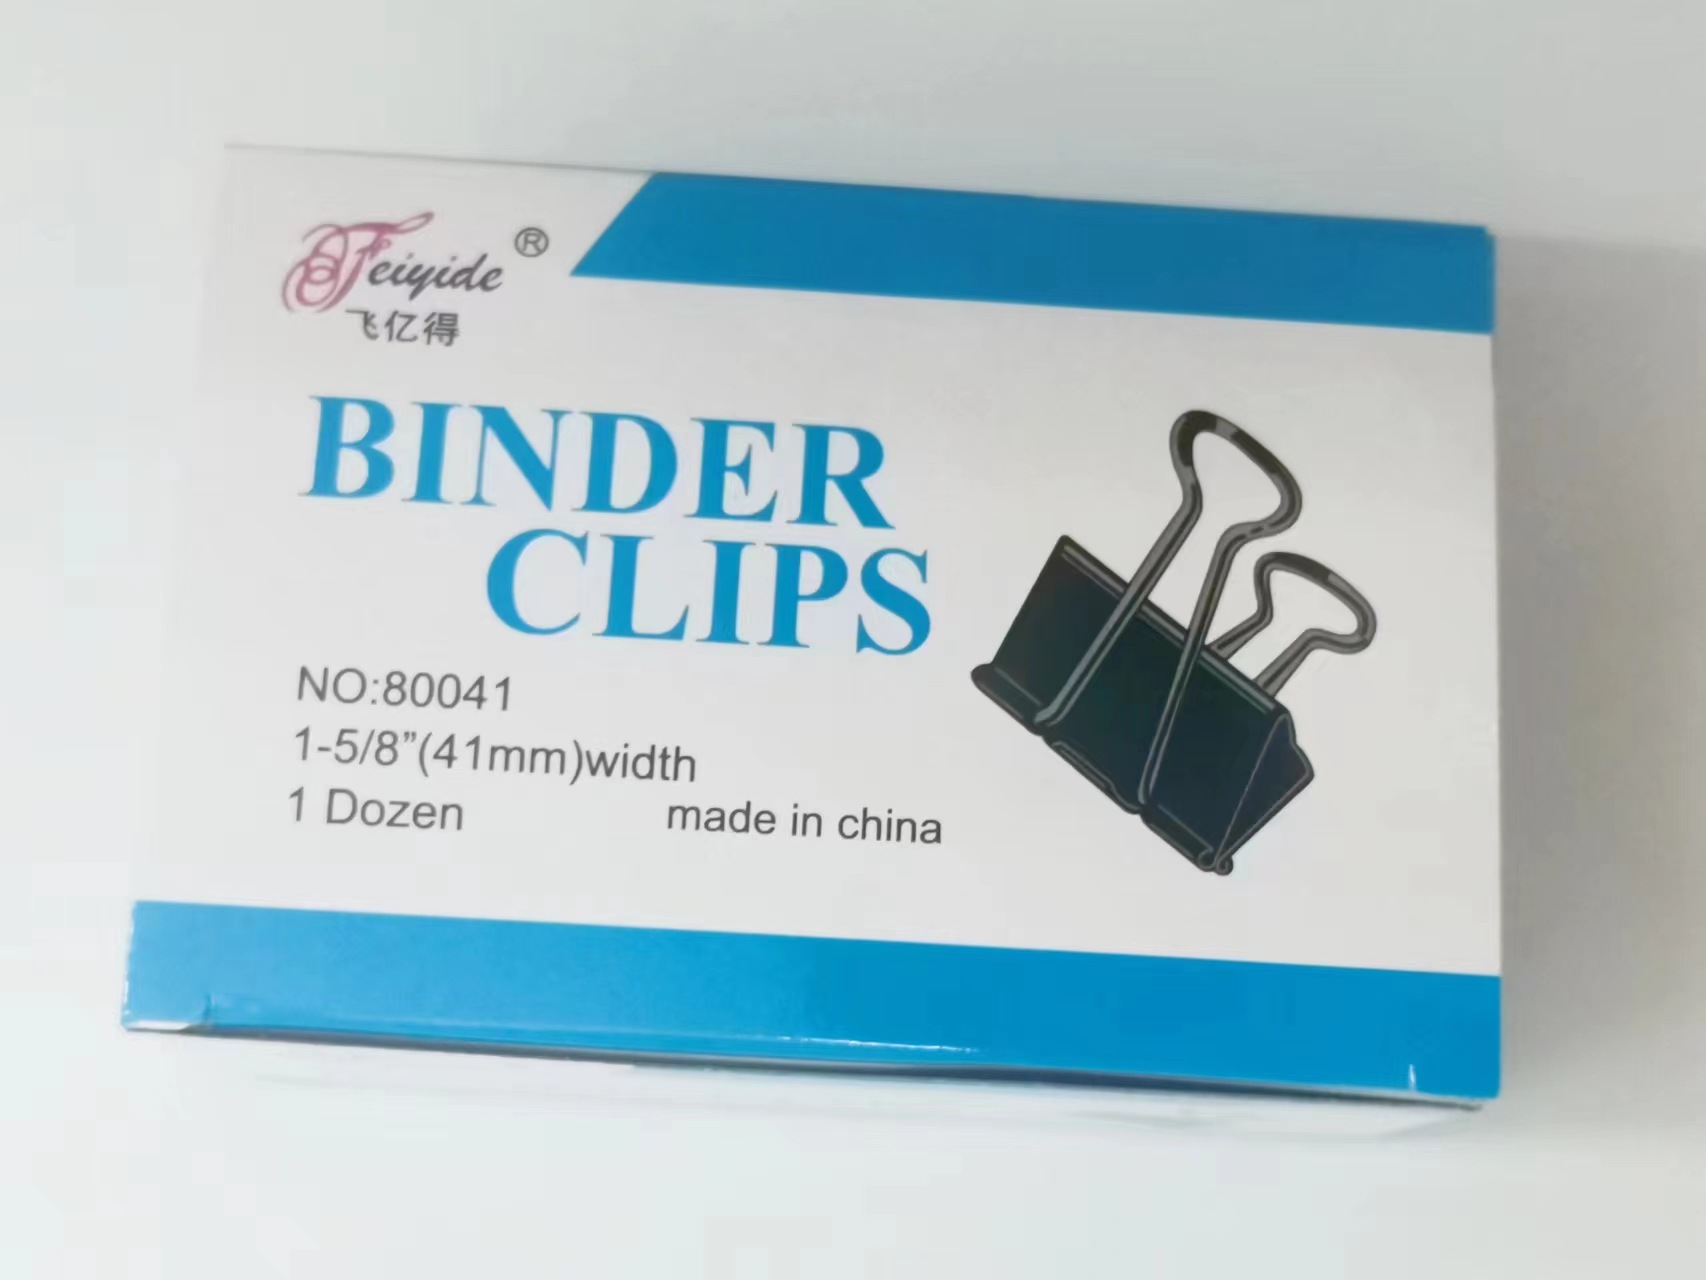 Feiyide®
飞亿得
BINDER
CLIPS
NO:80041
1-5/8”(41mm)width
1 Dozen
made in china